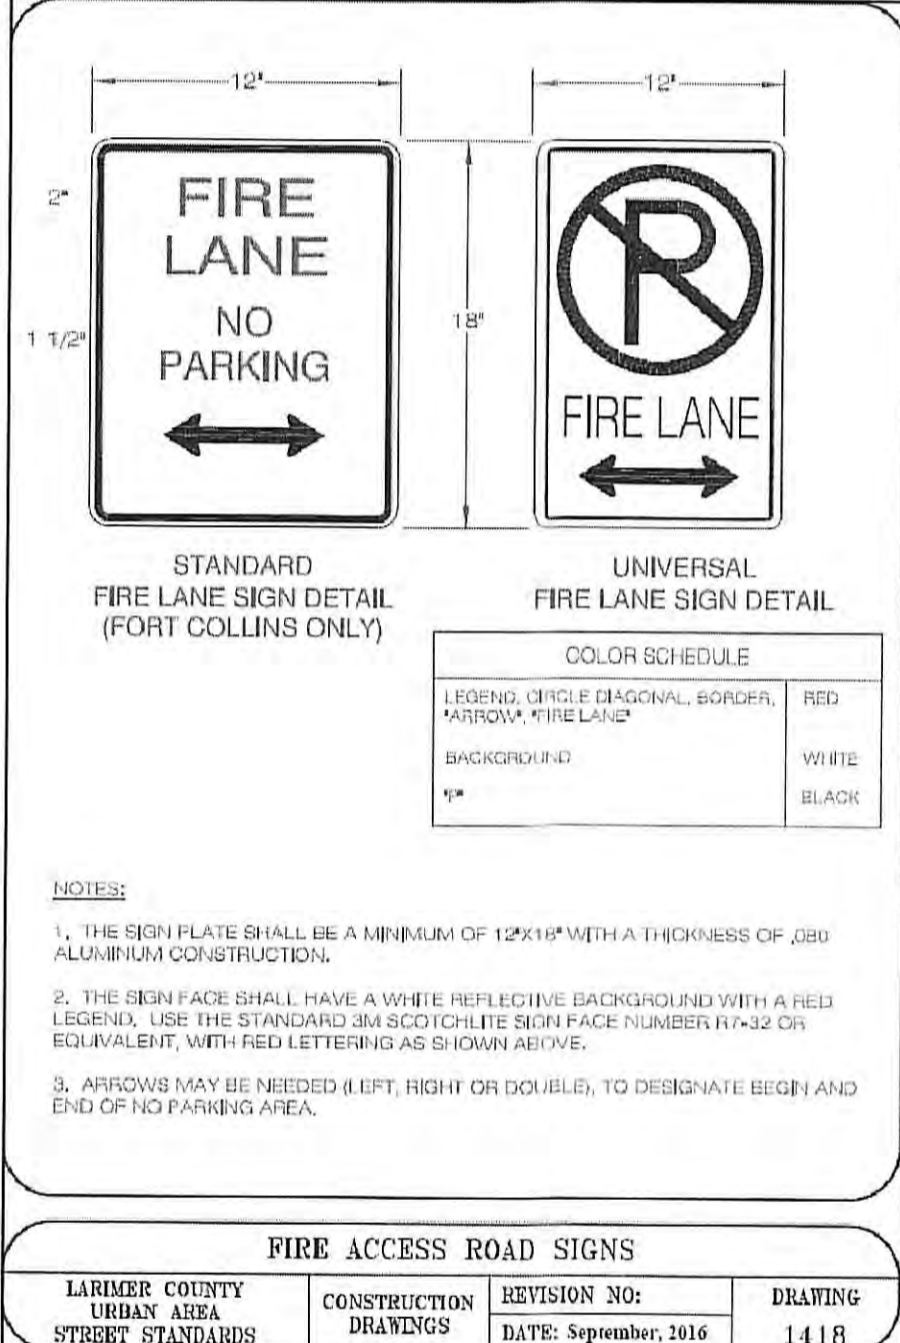 12"
12"
2"
FIRE
LANE
1 1/2"
NO
PARKING
18"
P
FIRE LANE
STANDARD
FIRE LANE SIGN DETAIL
(FORT COLLINS ONLY)
UNIVERSAL
FIRE LANE SIGN DETAIL
COLOR SCHEDULE
LEGEND, CIRCLE DIAGONAL, BORDER, RED
"ARROW", "FIRE LANE"
BACKGROUND WHITE
"P" BLACK
NOTES:
1. THE SIGN PLATE SHALL BE A MINIMUM OF 12"X18" WITH A THICKNESS OF .080
ALUMINUM CONSTRUCTION.
2. THE SIGN FACE SHALL HAVE A WHITE REFLECTIVE BACKGROUND WITH A RED
LEGEND. USE THE STANDARD 3M SCOTCHLITE SIGN FACE NUMBER R7-32 OR
EQUIVALENT, WITH RED LETTERING AS SHOWN ABOVE.
3. ARROWS MAY BE NEEDED (LEFT, RIGHT OR DOUBLE), TO DESIGNATE BEGIN AND
END OF NO PARKING AREA.
FIRE ACCESS ROAD SIGNS
LARIMER COUNTY
URBAN AREA
STREET STANDARDS
CONSTRUCTION
DRAWINGS
REVISION NO:
DATE: September, 2016
DRAWING
1418